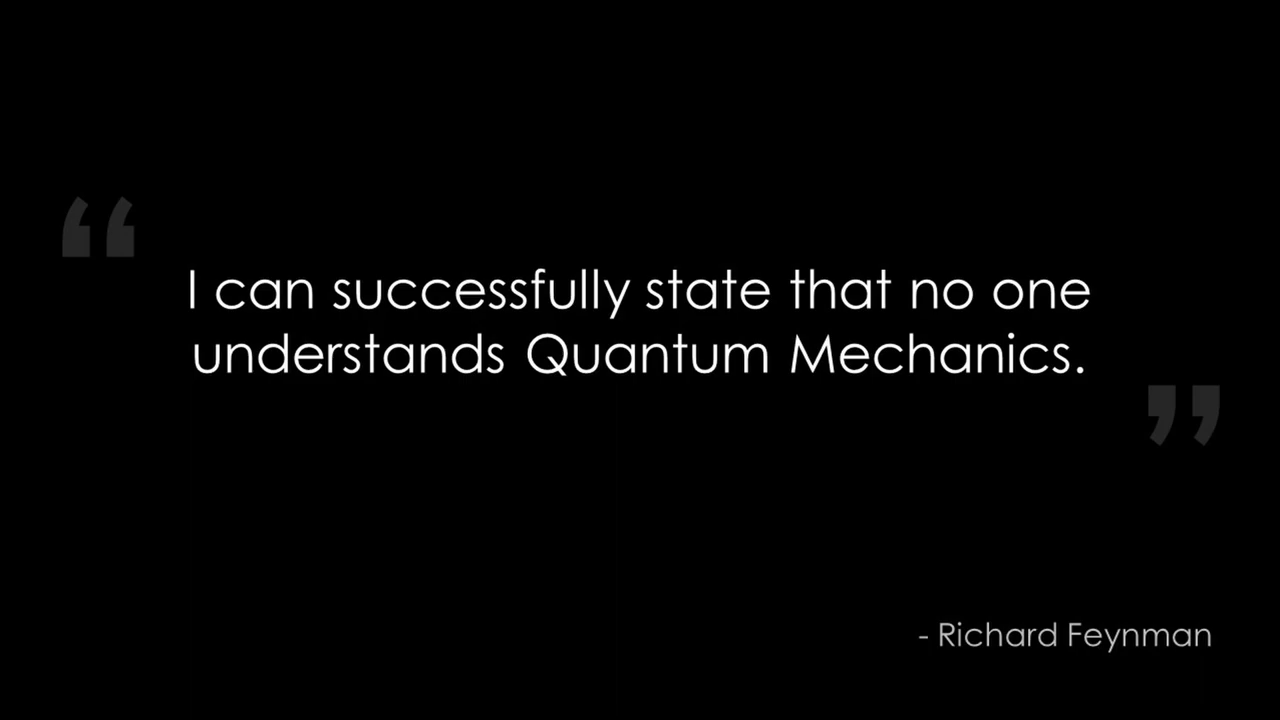 “
I can successfully state that no one
understands Quantum Mechanics.
”
- Richard Feynman